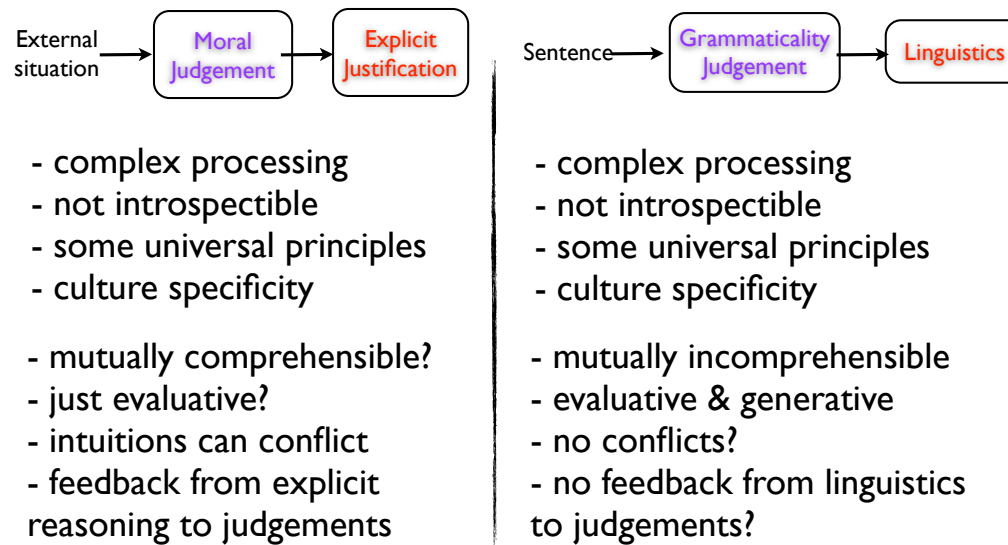 External
situation
Moral
Judgement
Explicit
Justification
- complex processing
- not introspectible
- some universal principles
- culture specificity
- mutually comprehensible?
- just evaluative?
- intuitions can conflict
- feedback from explicit
reasoning to judgements
Sentence
Grammaticality
Judgement
Linguistics
- complex processing
- not introspectible
- some universal principles
- culture specificity
- mutually incomprehensible
- evaluative & generative
- no conflicts?
- no feedback from linguistics
to judgements?